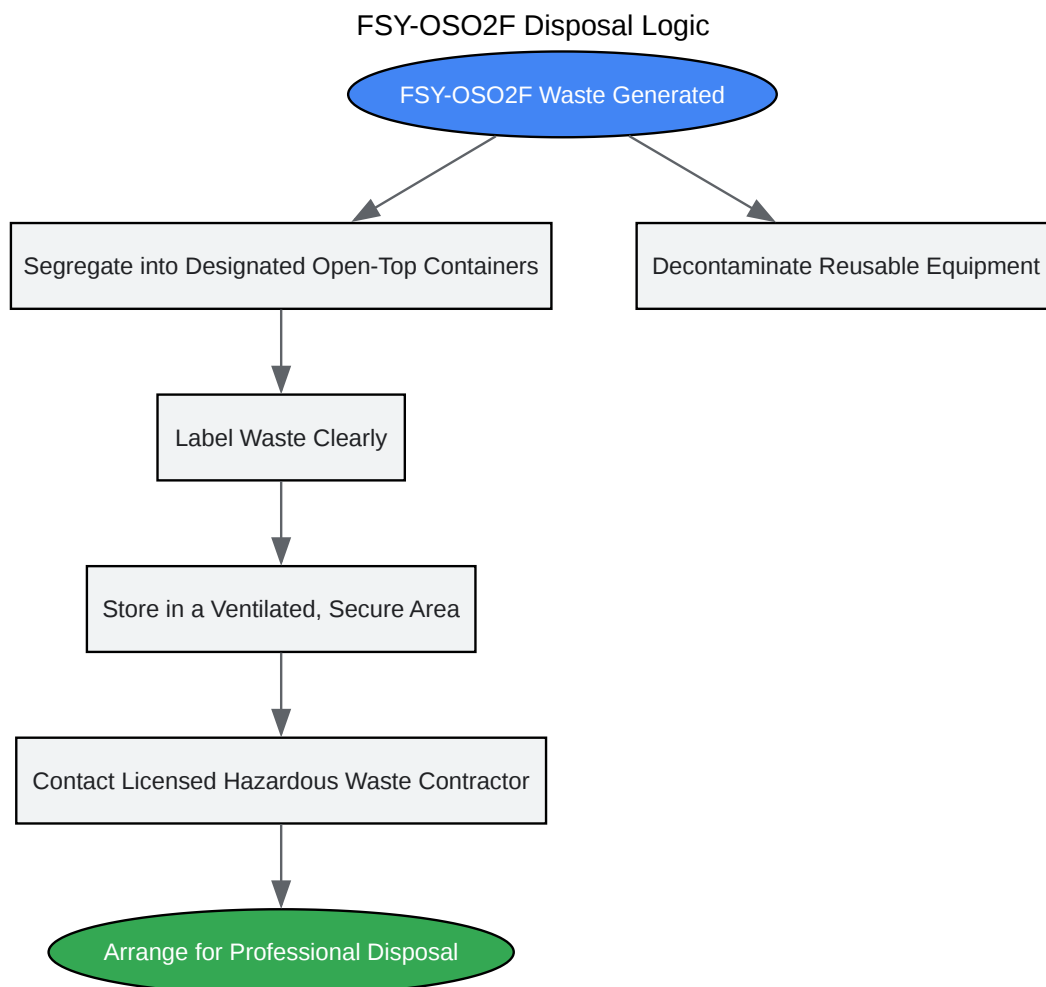 FSY-OSO2F Disposal Logic
FSY-OSO2F Waste Generated
Segregate into Designated Open-Top Containers
Decontaminate Reusable Equipment
Label Waste Clearly
Store in a Ventilated, Secure Area
Contact Licensed Hazardous Waste Contractor
Arrange for Professional Disposal